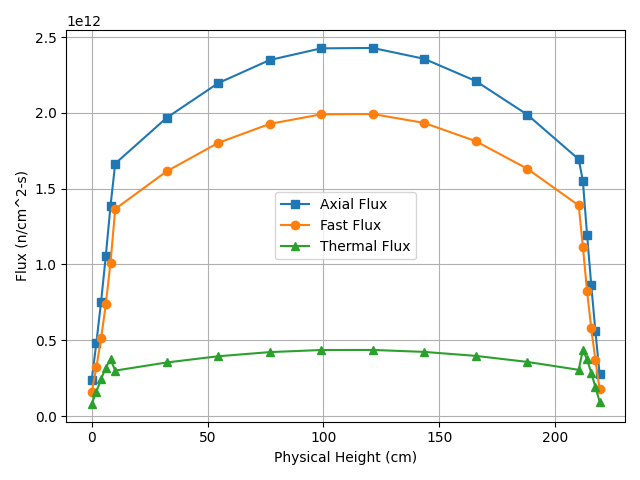 1e12
2.5
2.0
1.5
1.0
0.5
0.0
Flux (n/cm^2-s)
Axial Flux
Fast Flux
Thermal Flux
0 50 100 150 200
Physical Height (cm)